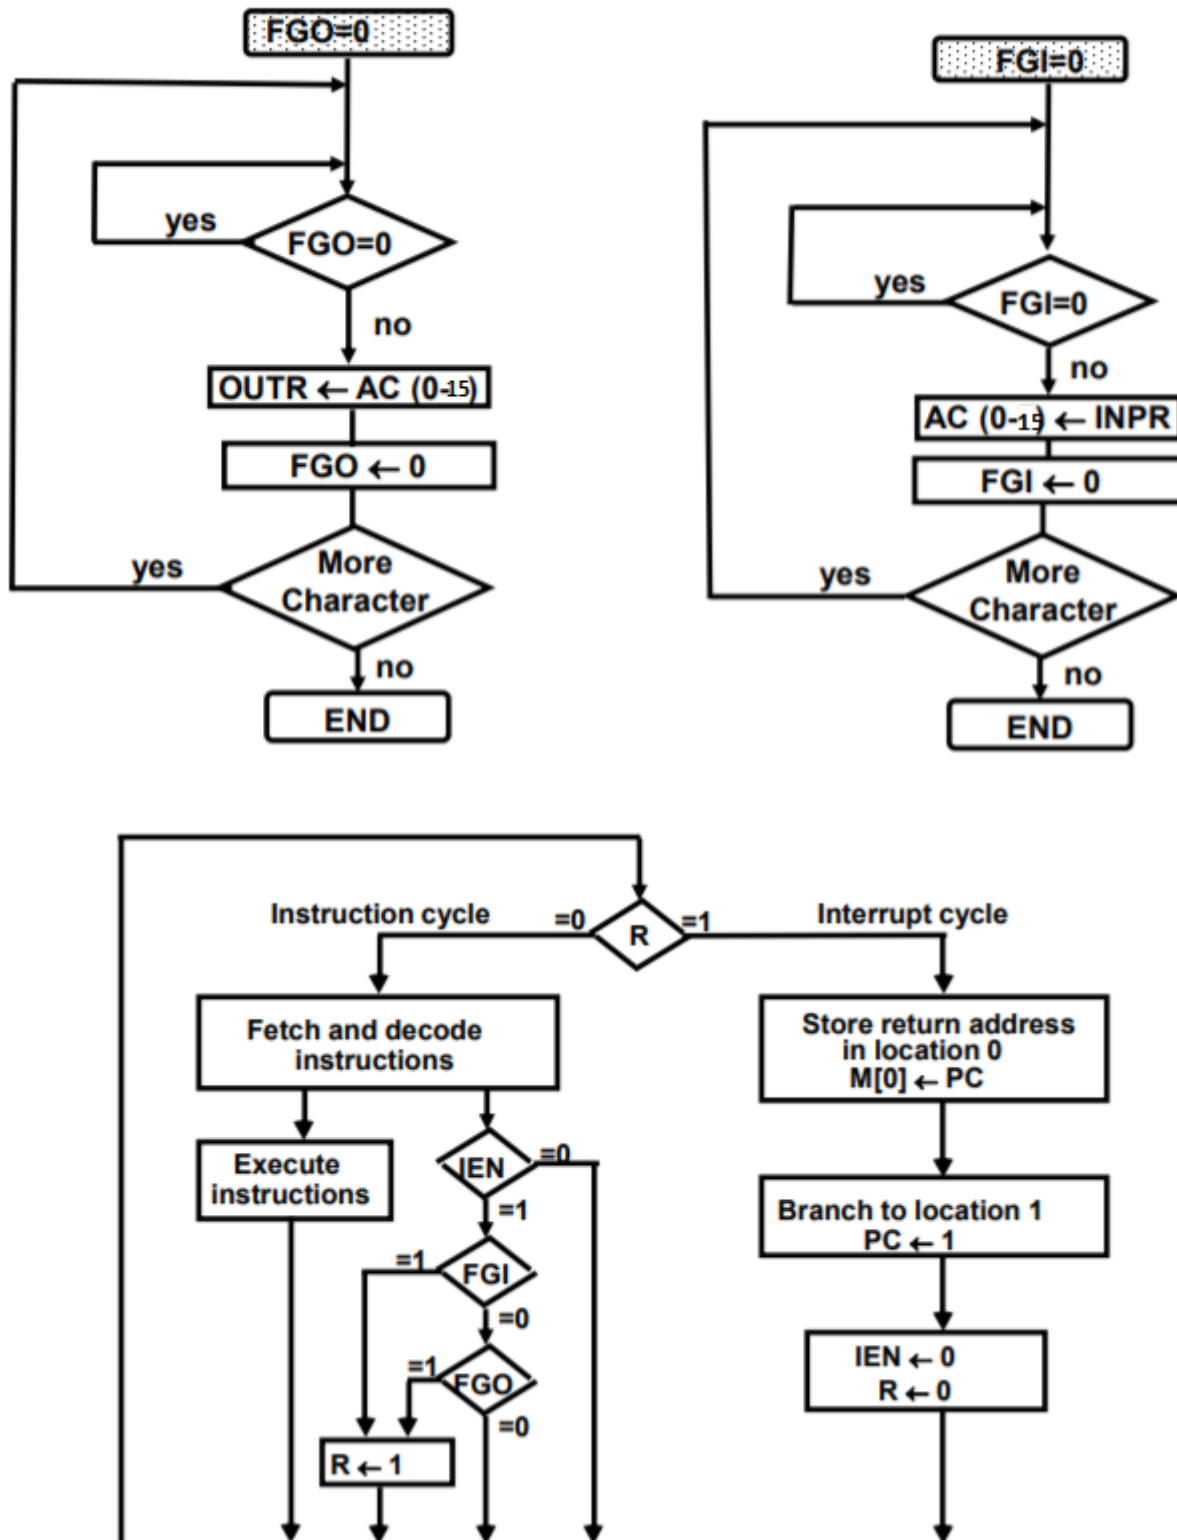 FGO=0
yes
FGO=0
no
OUTR ← AC (0-15)
FGO ← 0
yes
More
Character
no
END
FGI=0
yes
FGI=0
no
AC (0-15) ← INPR
FGI ← 0
yes
More
Character
no
END
Instruction cycle
=0
R
=1
Interrupt cycle
Fetch and decode
instructions
Execute
instructions
IEN
=0
=1
=1
FGI
=0
=1
FGO
=0
R ← 1
Store return address
in location 0
M[0] ← PC
Branch to location 1
PC ← 1
IEN ← 0
R ← 0